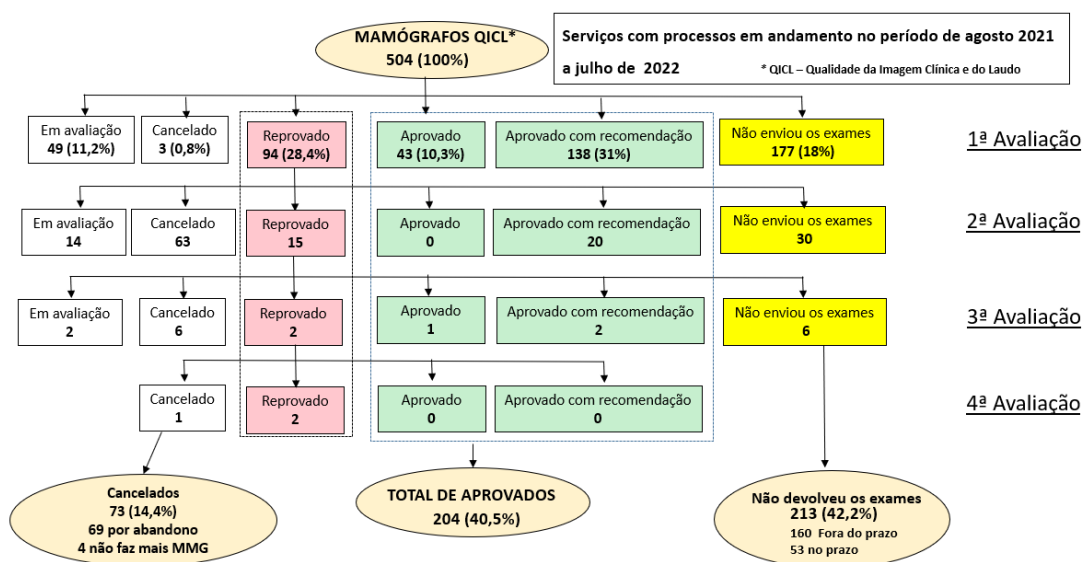 MAMÓGRAFOS QICL*
504 (100%)
Serviços com processos em andamento no período de agosto 2021
a julho de 2022 * QICL – Qualidade da Imagem Clínica e do Laudo
Em avaliação
49 (11,2%)
Cancelado
3 (0,8%)
Reprovado
94 (28,4%)
Aprovado
43 (10,3%)
Aprovado com recomendação
138 (31%)
Não enviou os exames
177 (18%)
1ª Avaliação
Em avaliação
14
Cancelado
63
Reprovado
15
Aprovado
0
Aprovado com recomendação
20
Não enviou os exames
30
2ª Avaliação
Em avaliação
2
Cancelado
6
Reprovado
2
Aprovado
1
Aprovado com recomendação
2
Não enviou os exames
6
3ª Avaliação
Cancelado
1
Reprovado
2
Aprovado
0
Aprovado com recomendação
0
4ª Avaliação
Cancelados
73 (14,4%)
69 por abandono
4 não faz mais MMG
TOTAL DE APROVADOS
204 (40,5%)
Não devolveu os exames
213 (42,2%)
160 Fora do prazo
53 no prazo